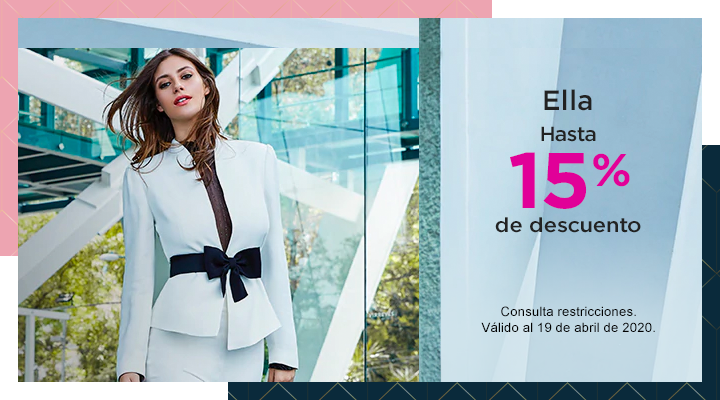 Ella
Hasta
15%
de descuento
Consulta restricciones.
Válido al 19 de abril de 2020.